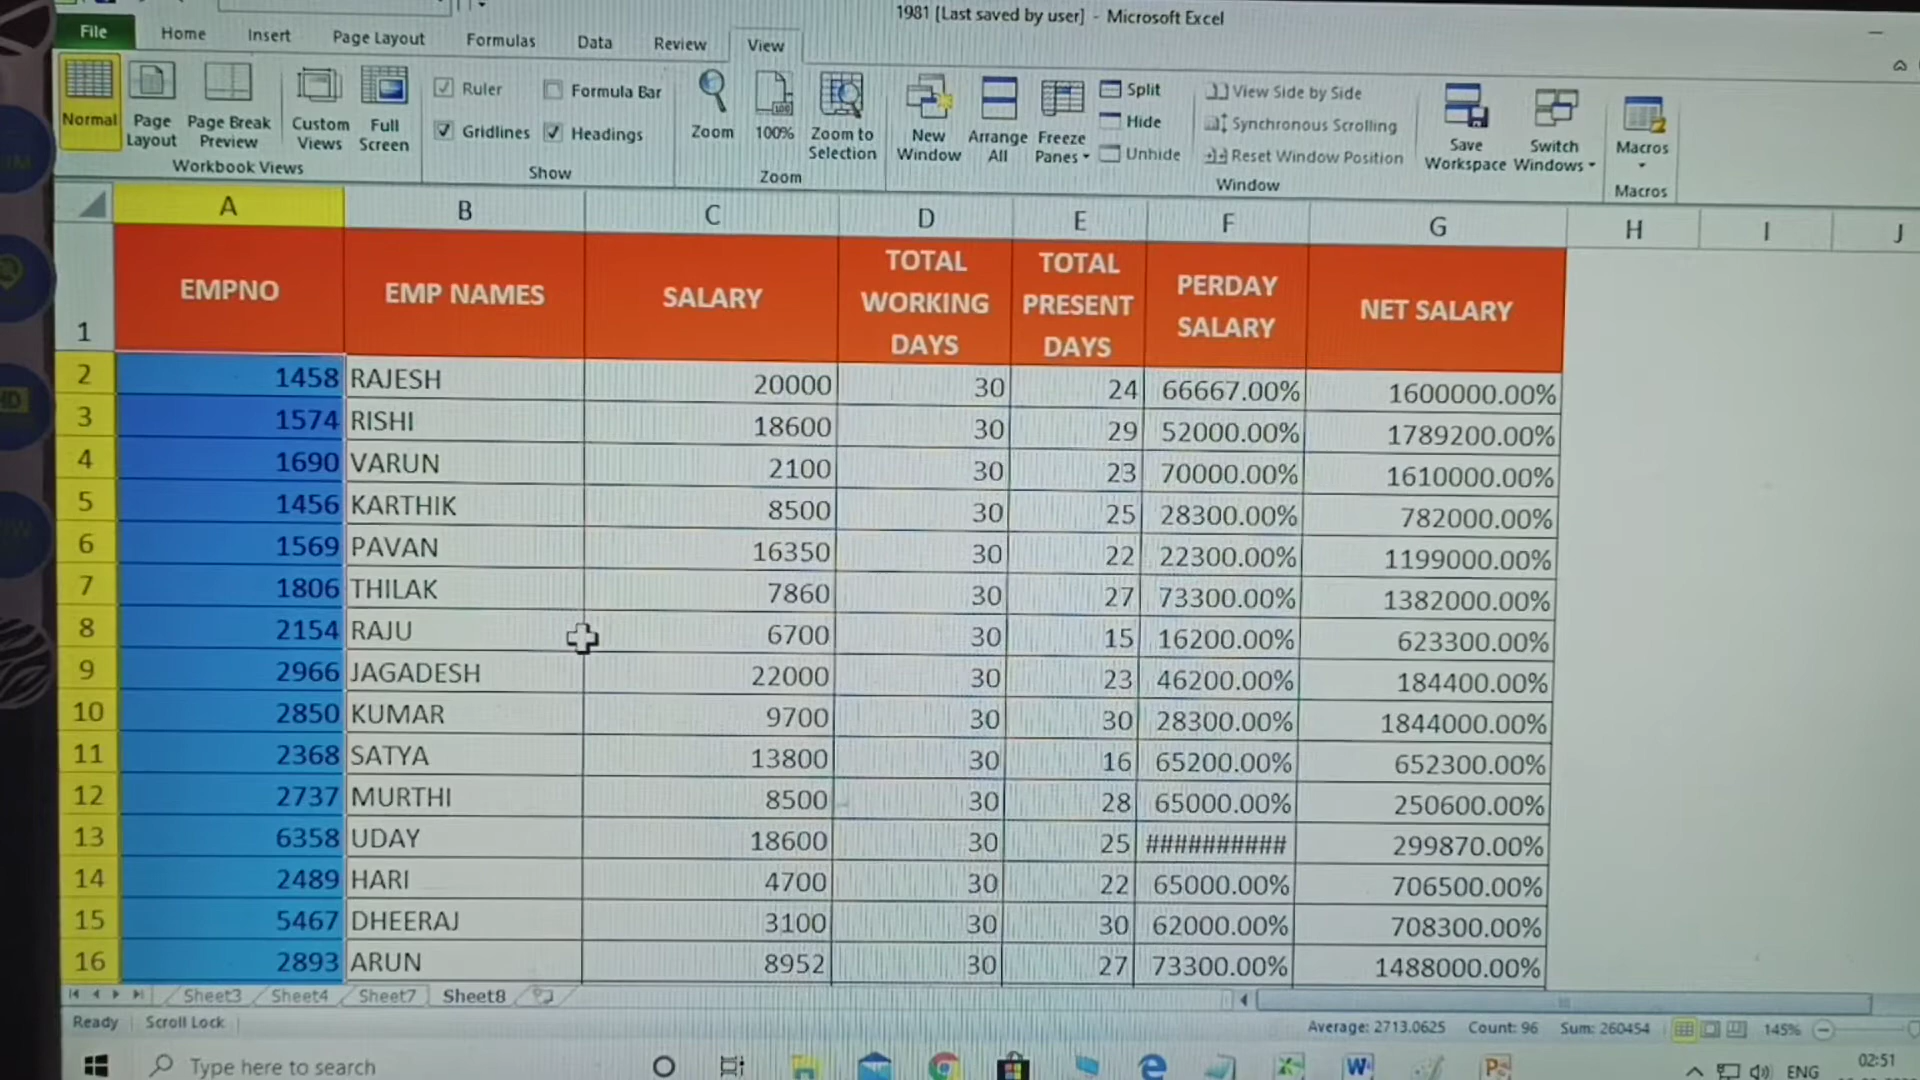 1981 [Last saved by user] - Microsoft Excel
File Home Insert Page Layout Formulas Data Review View
Normal Page Layout Page Break Preview Custom Views Full Screen
Workbook Views
Ruler Formula Bar
Gridlines Headings
Show
Zoom 100% Zoom to Selection
Zoom
New Window Arrange All Freeze Panes
Split
Hide
Unhide
View Side by Side
Synchronous Scrolling
Reset Window Position
Window
Save Workspace Switch Windows
Macros
Macros
A B C D E F G H I J
1 EMPNO EMP NAMES SALARY TOTAL WORKING DAYS TOTAL PRESENT DAYS PERDAY SALARY NET SALARY
2 1458 RAJESH 20000 30 24 66667.00% 1600000.00%
3 1574 RISHI 18600 30 29 52000.00% 1789200.00%
4 1690 VARUN 2100 30 23 70000.00% 1610000.00%
5 1456 KARTHIK 8500 30 25 28300.00% 782000.00%
6 1569 PAVAN 16350 30 22 22300.00% 1199000.00%
7 1806 THILAK 7860 30 27 73300.00% 1382000.00%
8 2154 RAJU 6700 30 15 16200.00% 623300.00%
9 2966 JAGADESH 22000 30 23 46200.00% 184400.00%
10 2850 KUMAR 9700 30 30 28300.00% 1844000.00%
11 2368 SATYA 13800 30 16 65200.00% 652300.00%
12 2737 MURTHI 8500 30 28 65000.00% 250600.00%
13 6358 UDAY 18600 30 25 ########## 299870.00%
14 2489 HARI 4700 30 22 65000.00% 706500.00%
15 5467 DHEERAJ 3100 30 30 62000.00% 708300.00%
16 2893 ARUN 8952 30 27 73300.00% 1488000.00%
Sheet3 Sheet4 Sheet7 Sheet8
Ready Scroll Lock Average: 2713.0625 Count: 96 Sum: 260454 145%
Type here to search ENG 02:51